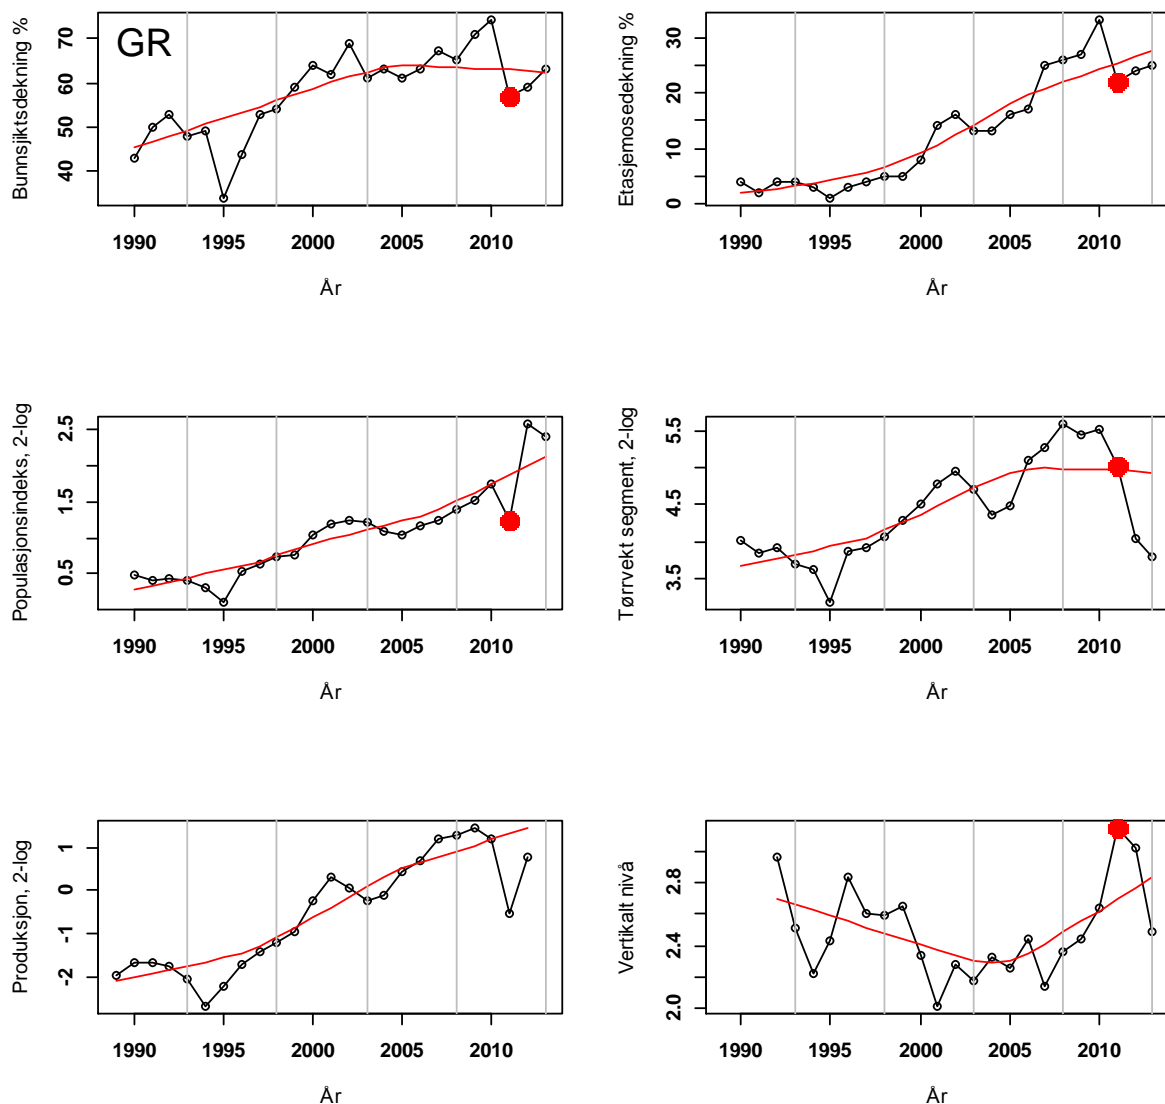 Bunnsjiktsdekning %
GR
70
60
50
40
1990 1995 2000 2005 2010
År
Etasjemosedekning %
30
20
10
0
1990 1995 2000 2005 2010
År
Populasjonsindeks, 2-log
2.5
1.5
0.5
1990 1995 2000 2005 2010
År
Tørrvekt segment, 2-log
5.5
4.5
3.5
1990 1995 2000 2005 2010
År
Produksjon, 2-log
1
0
-1
-2
1990 1995 2000 2005 2010
År
Vertikalt nivå
2.8
2.4
2.0
1990 1995 2000 2005 2010
År